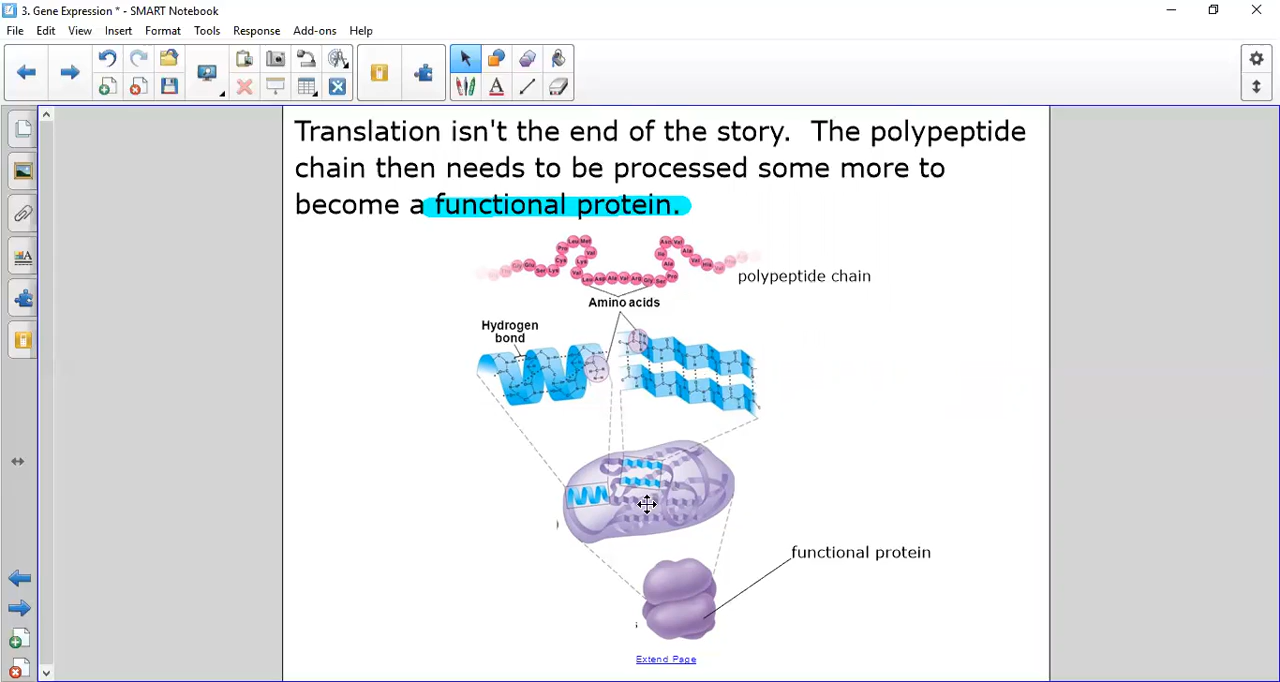 3. Gene Expression * - SMART Notebook
File Edit View Insert Format Tools Response Add-ons Help
Translation isn't the end of the story. The polypeptide
chain then needs to be processed some more to
become a functional protein.
polypeptide chain
Amino acids
Hydrogen
bond
functional protein
Extend Page